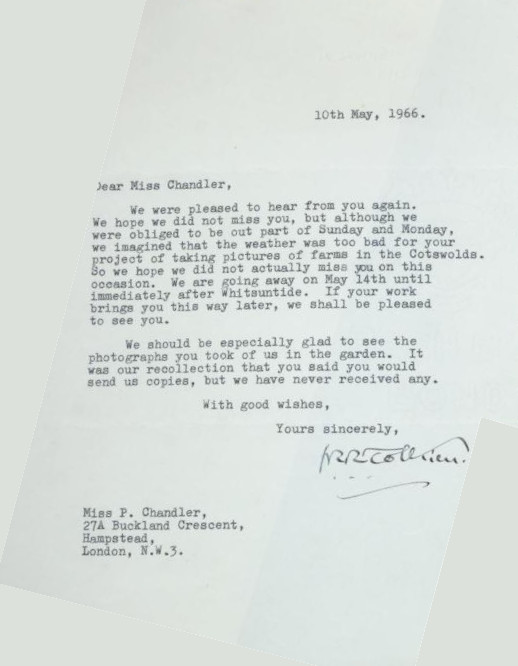 10th May, 1966.
Dear Miss Chandler,
We were pleased to hear from you again.
We hope we did not miss you, but although we
were obliged to be out part of Sunday and Monday,
we imagined that the weather was too bad for your
project of taking pictures of farms in the Cotswolds.
So we hope we did not actually miss you on this
occasion. We are going away on May 14th until
immediately after Whitsuntide. If your work
brings you this way later, we shall be pleased
to see you.
We should be especially glad to see the
photographs you took of us in the garden. It
was our recollection that you said you would
send us copies, but we have never received any.
With good wishes,
Yours sincerely,
JRRTolkien.
Miss P. Chandler,
27A Buckland Crescent,
Hampstead,
London, N.W.3.